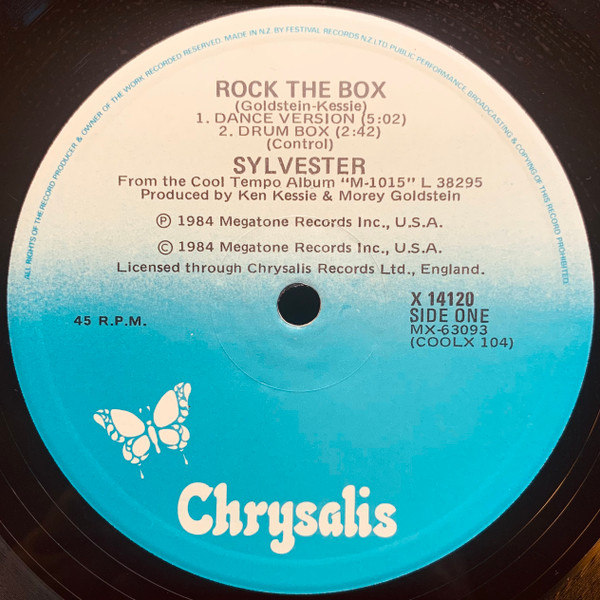 ALL RIGHTS OF THE RECORD PRODUCER & OWNER OF THE WORK RECORDED RESERVED. MADE IN N.Z. BY FESTIVAL RECORDS N.Z. LTD. PUBLIC PERFORMANCE, BROADCASTING & COPYING OF THIS RECORD PROHIBITED
ROCK THE BOX
(Goldstein-Kessie)
1. DANCE VERSION (5:02)
2. DRUM BOX (2:42)
(Control)
SYLVESTER
From the Cool Tempo Album "M-1015" L 38295
Produced by Ken Kessie & Morey Goldstein
Ⓟ 1984 Megatone Records Inc., U.S.A.
© 1984 Megatone Records Inc., U.S.A.
Licensed through Chrysalis Records Ltd., England.
45 R.P.M.
X 14120
SIDE ONE
MX-63093
(COOLX 104)
Chrysalis